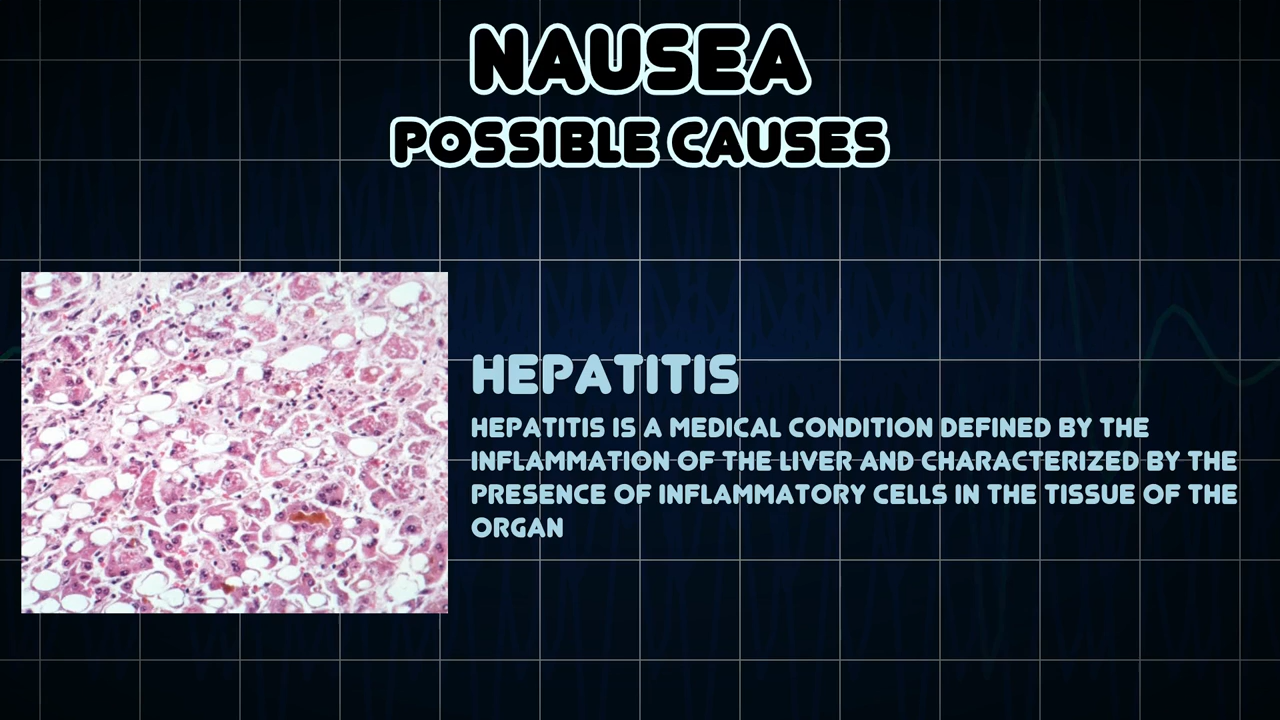 NAUSEA
POSSIBLE CAUSES
HEPATITIS
HEPATITIS IS A MEDICAL CONDITION DEFINED BY THE
INFLAMMATION OF THE LIVER AND CHARACTERIZED BY THE
PRESENCE OF INFLAMMATORY CELLS IN THE TISSUE OF THE
ORGAN